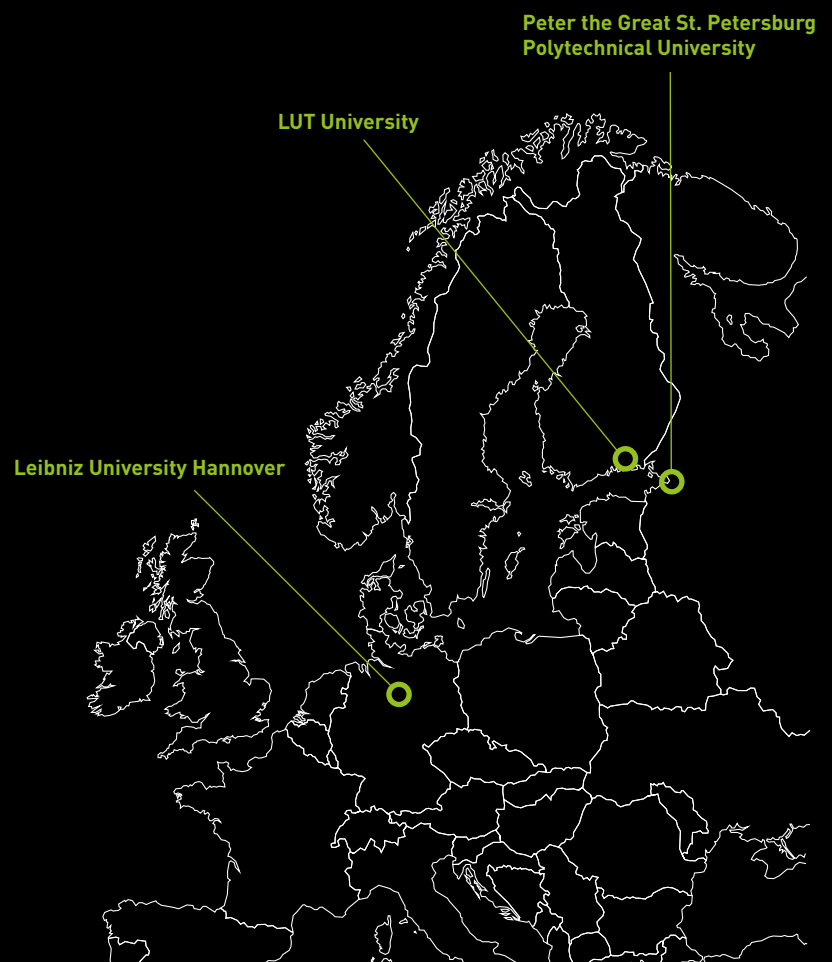 Peter the Great St. Petersburg
Polytechnical University
LUT University
Leibniz University Hannover